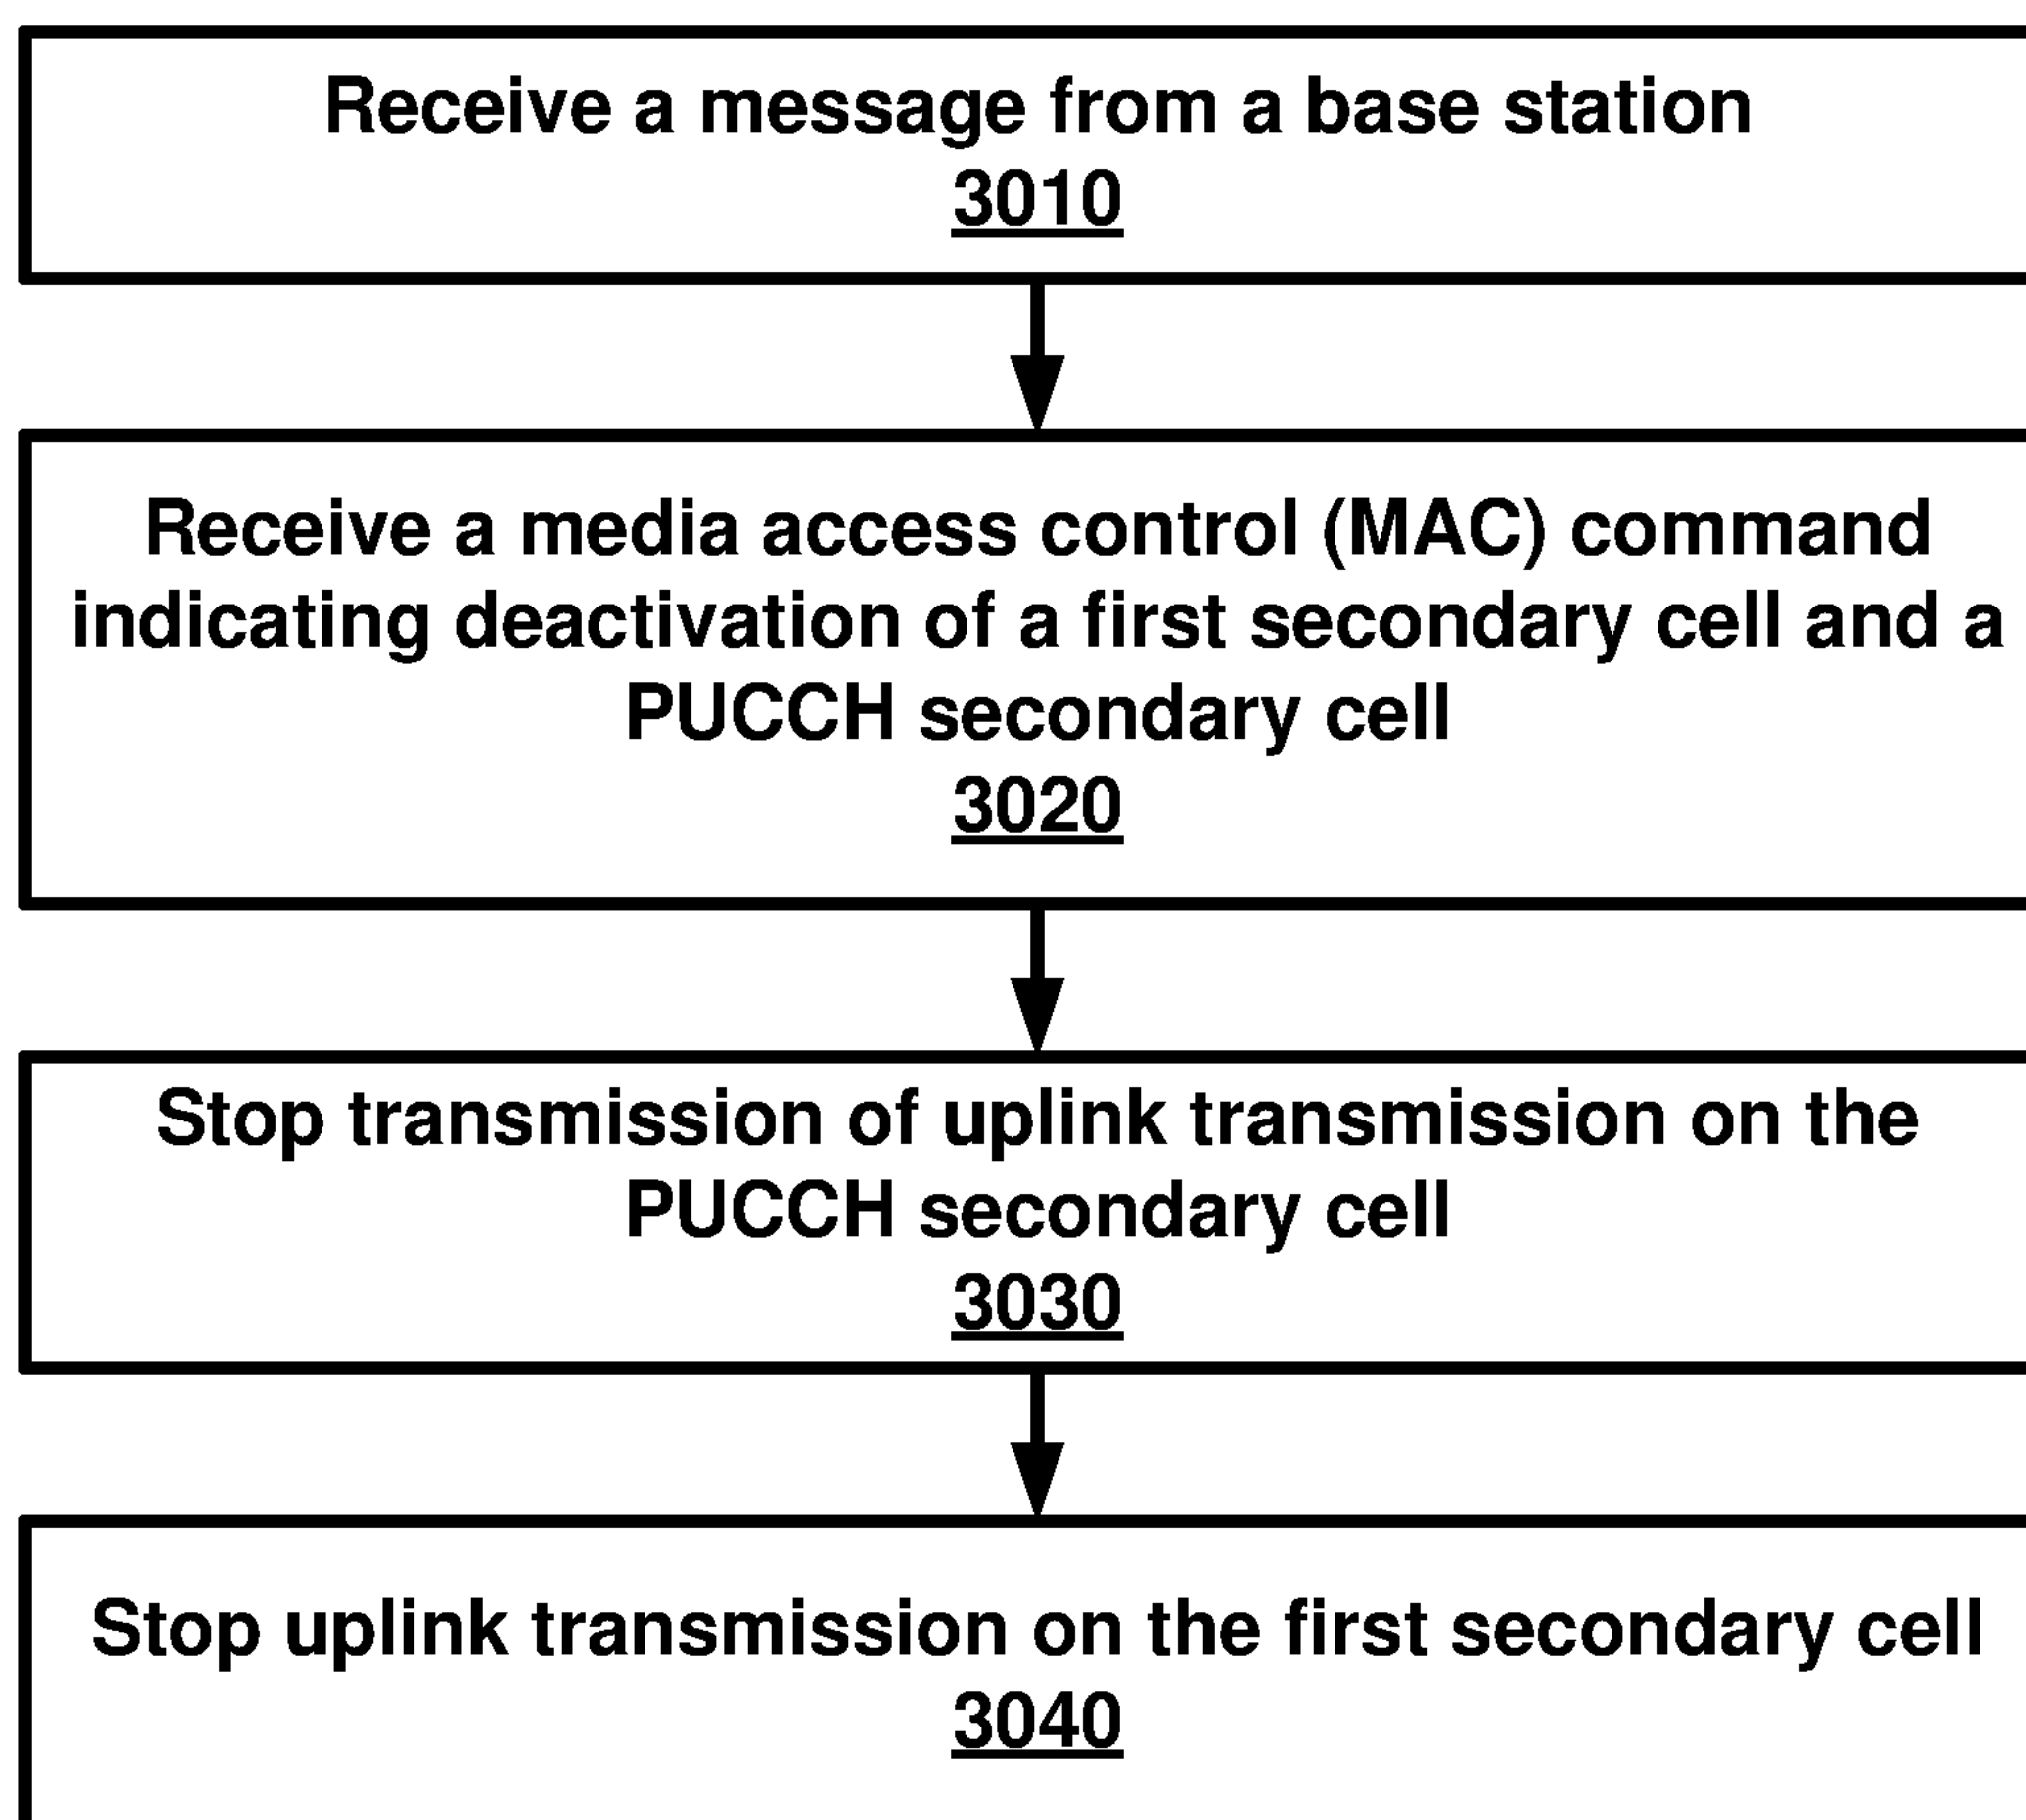 Receive a message from a base station
3010
Receive a media access control (MAC) command
indicating deactivation of a first secondary cell and a
PUCCH secondary cell
3020
Stop transmission of uplink transmission on the
PUCCH secondary cell
3030
Stop uplink transmission on the first secondary cell
3040